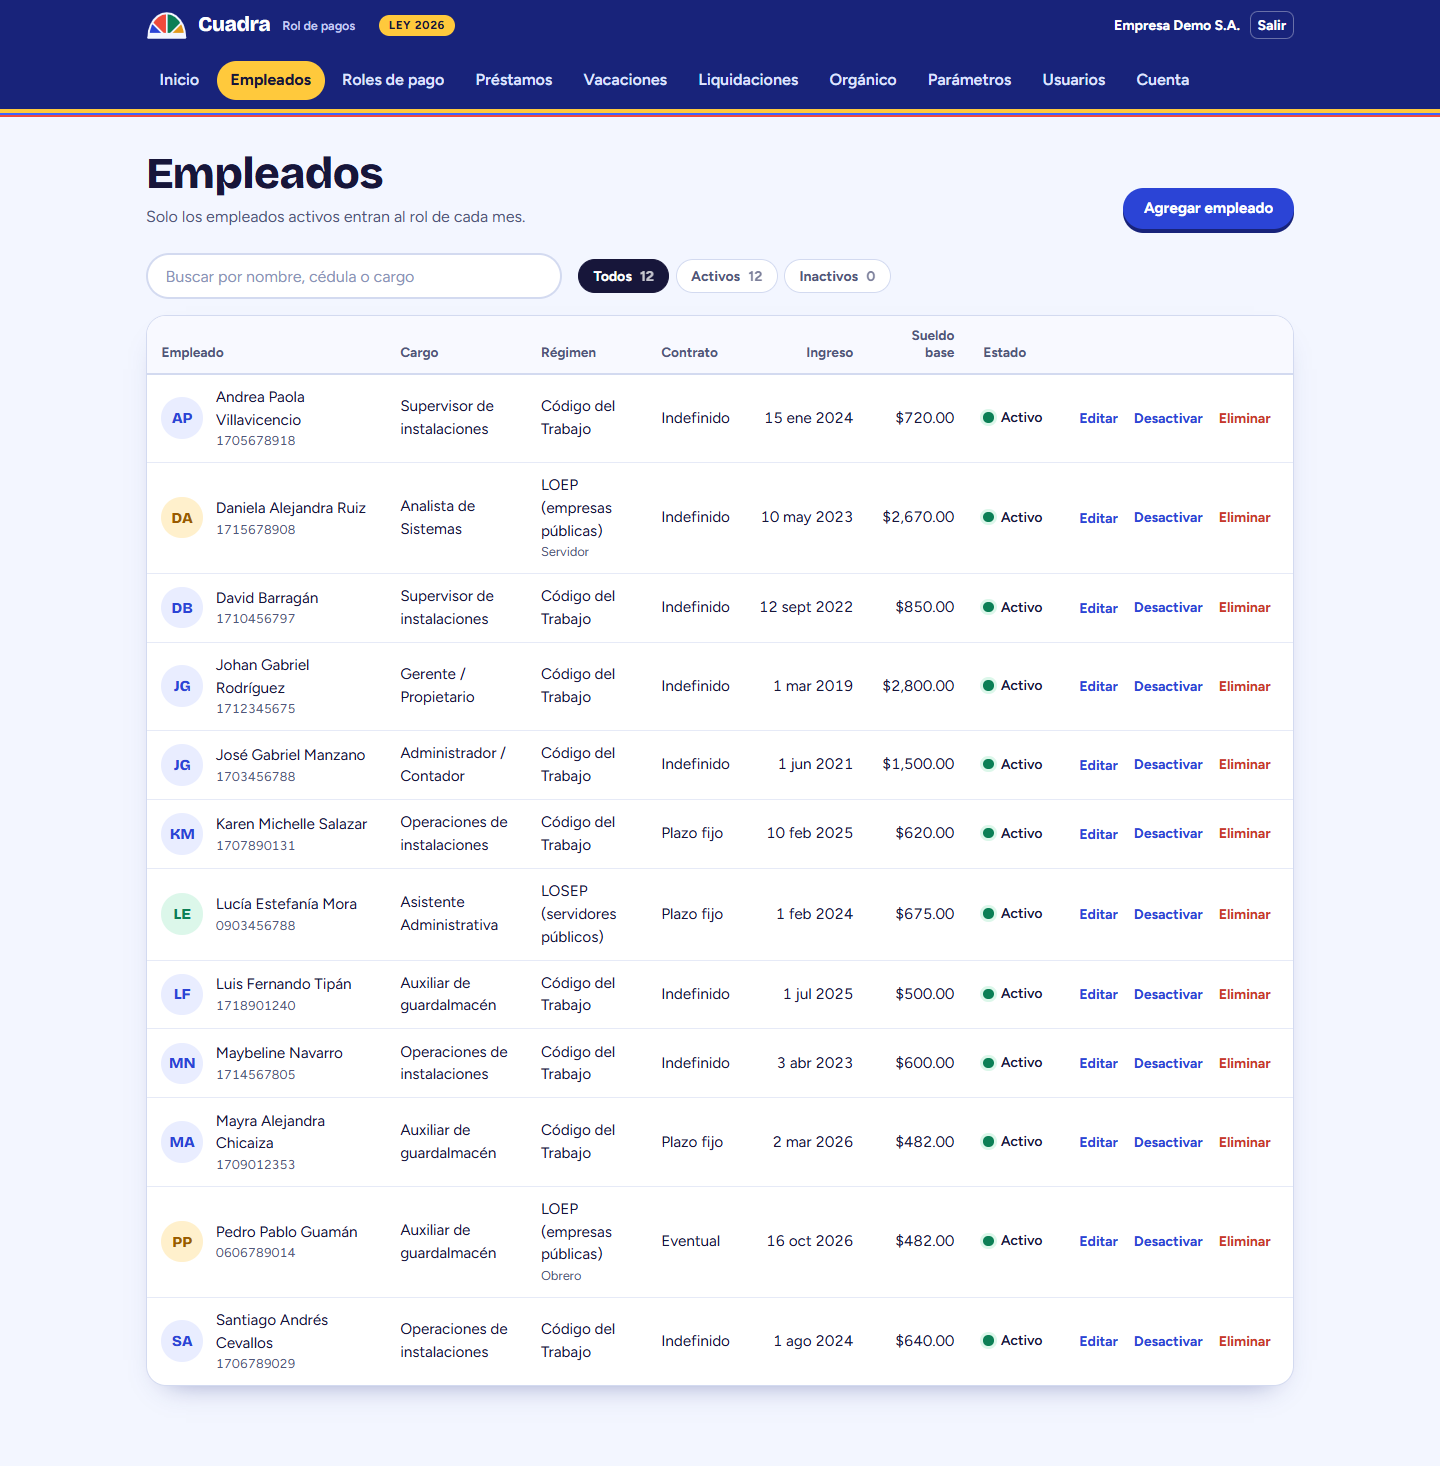 Cuadra Rol de pagos LEY 2026 Empresa Demo S.A. Salir
Inicio Empleados Roles de pago Préstamos Vacaciones Liquidaciones Orgánico Parámetros Usuarios Cuenta
Empleados
Solo los empleados activos entran al rol de cada mes.
Agregar empleado
Buscar por nombre, cédula o cargo Todos 12 Activos 12 Inactivos 0
Empleado Cargo Régimen Contrato Ingreso Sueldo base Estado
AP Andrea Paola Villavicencio 1705678918 Supervisor de instalaciones Código del Trabajo Indefinido 15 ene 2024 $720.00 Activo Editar Desactivar Eliminar
DA Daniela Alejandra Ruiz 1715678908 Analista de Sistemas LOEP (empresas públicas) Servidor Indefinido 10 may 2023 $2,670.00 Activo Editar Desactivar Eliminar
DB David Barragán 1710456797 Supervisor de instalaciones Código del Trabajo Indefinido 12 sept 2022 $850.00 Activo Editar Desactivar Eliminar
JG Johan Gabriel Rodríguez 1712345675 Gerente / Propietario Código del Trabajo Indefinido 1 mar 2019 $2,800.00 Activo Editar Desactivar Eliminar
JG José Gabriel Manzano 1703456788 Administrador / Contador Código del Trabajo Indefinido 1 jun 2021 $1,500.00 Activo Editar Desactivar Eliminar
KM Karen Michelle Salazar 1707890131 Operaciones de instalaciones Código del Trabajo Plazo fijo 10 feb 2025 $620.00 Activo Editar Desactivar Eliminar
LE Lucía Estefanía Mora 0903456788 Asistente Administrativa LOSEP (servidores públicos) Plazo fijo 1 feb 2024 $675.00 Activo Editar Desactivar Eliminar
LF Luis Fernando Tipán 1718901240 Auxiliar de guardalmacén Código del Trabajo Indefinido 1 jul 2025 $500.00 Activo Editar Desactivar Eliminar
MN Maybeline Navarro 1714567805 Operaciones de instalaciones Código del Trabajo Indefinido 3 abr 2023 $600.00 Activo Editar Desactivar Eliminar
MA Mayra Alejandra Chicaiza 1709012353 Auxiliar de guardalmacén Código del Trabajo Plazo fijo 2 mar 2026 $482.00 Activo Editar Desactivar Eliminar
PP Pedro Pablo Guamán 0606789014 Auxiliar de guardalmacén LOEP (empresas públicas) Obrero Eventual 16 oct 2026 $482.00 Activo Editar Desactivar Eliminar
SA Santiago Andrés Cevallos 1706789029 Operaciones de instalaciones Código del Trabajo Indefinido 1 ago 2024 $640.00 Activo Editar Desactivar Eliminar